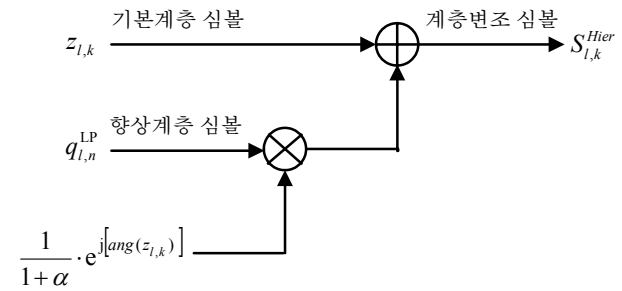 기본계층 심볼
계층변조 심볼
z_{l,k}
S_{l,k}^{Hier}
향상계층 심볼
q_{l,n}^{LP}
\frac{1}{1+α} · e^{j[ang(z_{l,k})]}